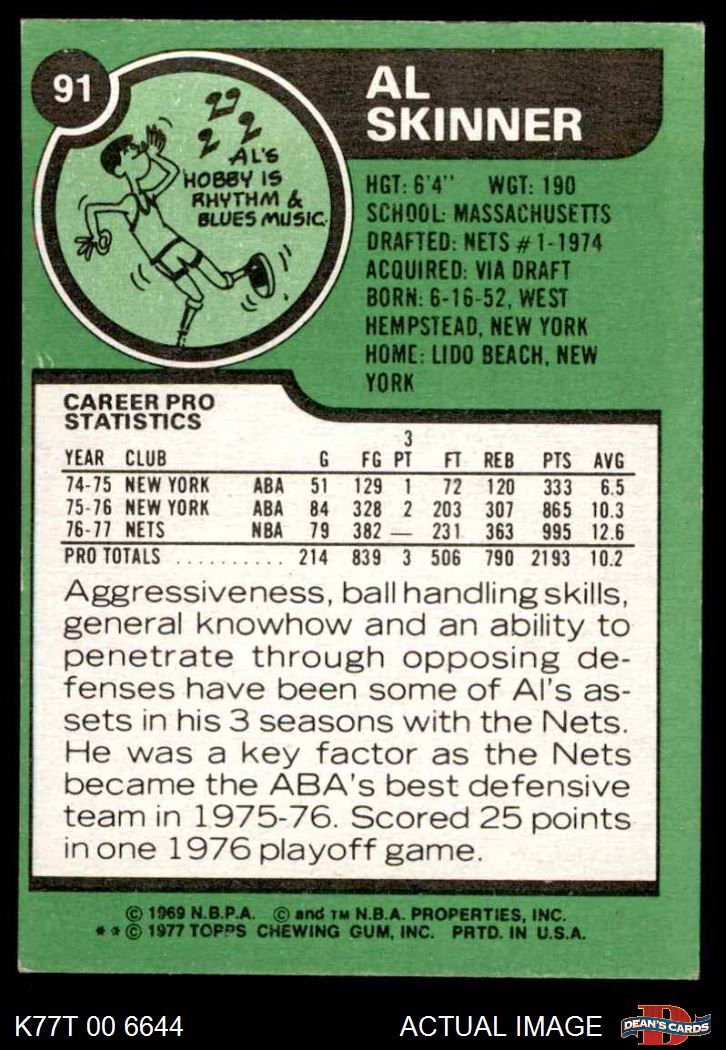 91
AL
SKINNER
AL'S
HOBBY IS
RHYTHM &
BLUES MUSIC.
HGT: 6'4" WGT: 190
SCHOOL: MASSACHUSETTS
DRAFTED: NETS #1-1974
ACQUIRED: VIA DRAFT
BORN: 6-16-52, WEST
HEMPSTEAD, NEW YORK
HOME: LIDO BEACH, NEW
YORK
CAREER PRO
STATISTICS
YEAR CLUB G FG 3 PT FT REB PTS AVG
74-75 NEW YORK ABA 51 129 1 72 120 333 6.5
75-76 NEW YORK ABA 84 328 2 203 307 865 10.3
76-77 NETS NBA 79 382 — 231 363 995 12.6
PRO TOTALS .......... 214 839 3 506 790 2193 10.2
Aggressiveness, ball handling skills,
general knowhow and an ability to
penetrate through opposing de-
fenses have been some of Al's as-
sets in his 3 seasons with the Nets.
He was a key factor as the Nets
became the ABA's best defensive
team in 1975-76. Scored 25 points
in one 1976 playoff game.
© 1969 N.B.P.A. © and TM N.B.A. PROPERTIES, INC.
* * © 1977 TOPPS CHEWING GUM, INC. PRTD. IN U.S.A.
K77T 00 6644 ACTUAL IMAGE D DEAN'S CARDS